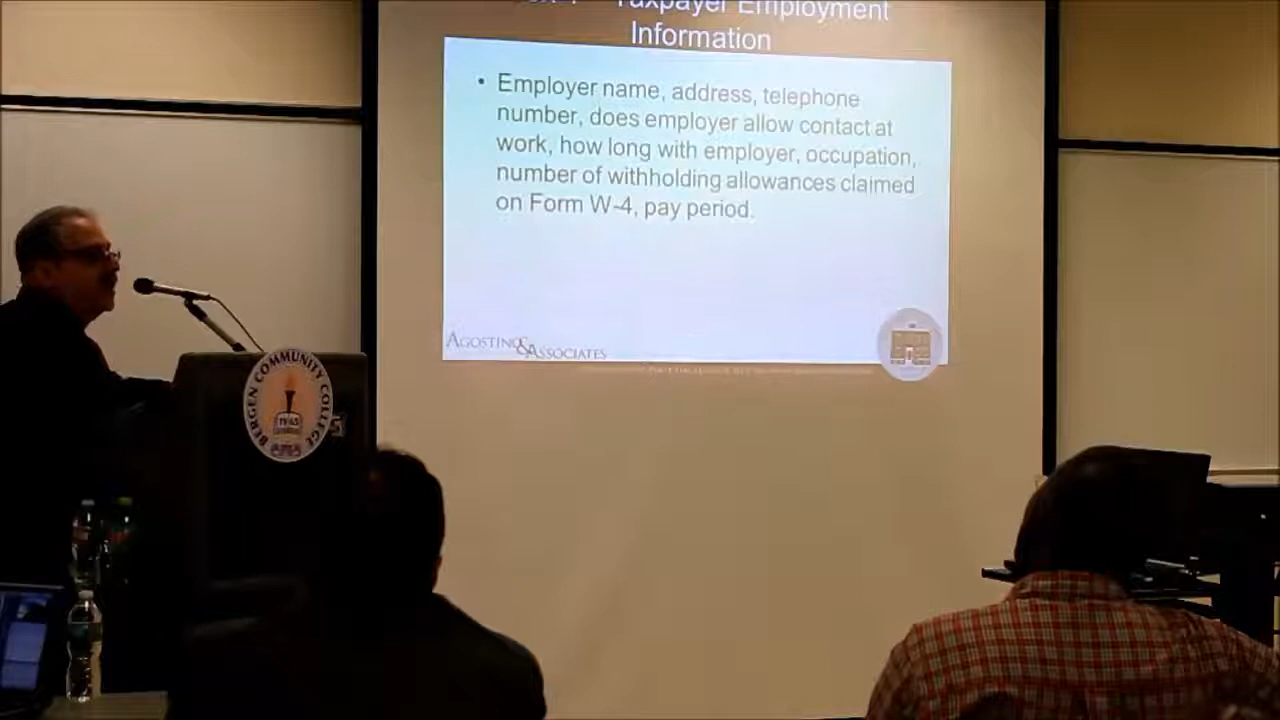 Taxpayer Employment
Information
• Employer name, address, telephone
number, does employer allow contact at
work, how long with employer, occupation,
number of withholding allowances claimed
on Form W-4, pay period.
AGOSTINO & ASSOCIATES
BERGEN COMMUNITY COLLEGE